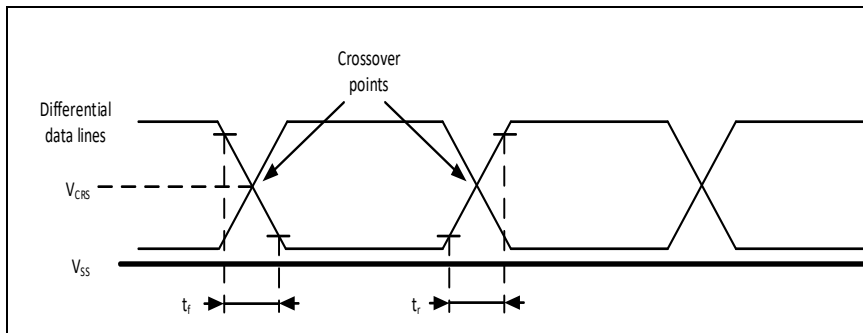 Crossover
points
Differential
data lines
VCRS
VSS
tf
tr